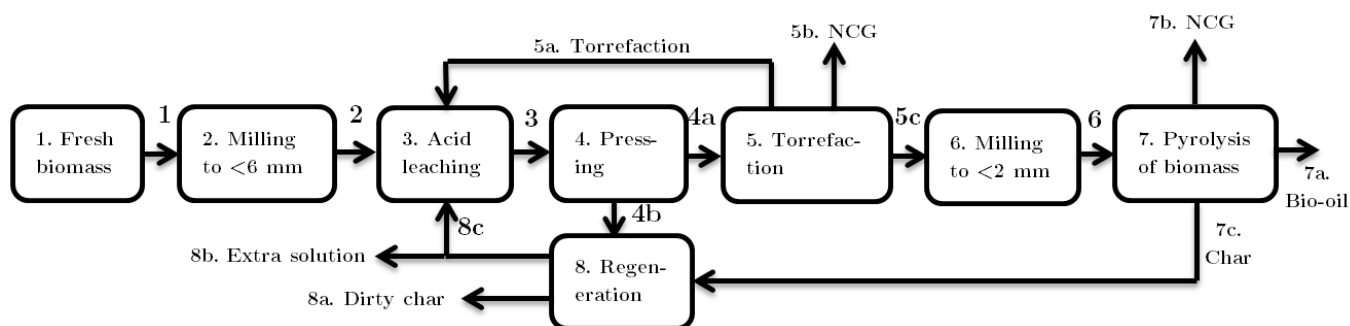 7b. NCG
5b. NCG
5a. Torrefaction
1
2
3
4a
5c
6
1. Fresh
biomass
2. Milling
to <6 mm
3. Acid
leaching
4. Press-
ing
5. Torrefac-
tion
6. Milling
to <2 mm
7. Pyrolysis
of biomass
7a.
Bio-oil
4b
8c
7c.
Char
8b. Extra solution
8. Regen-
eration
8a. Dirty char